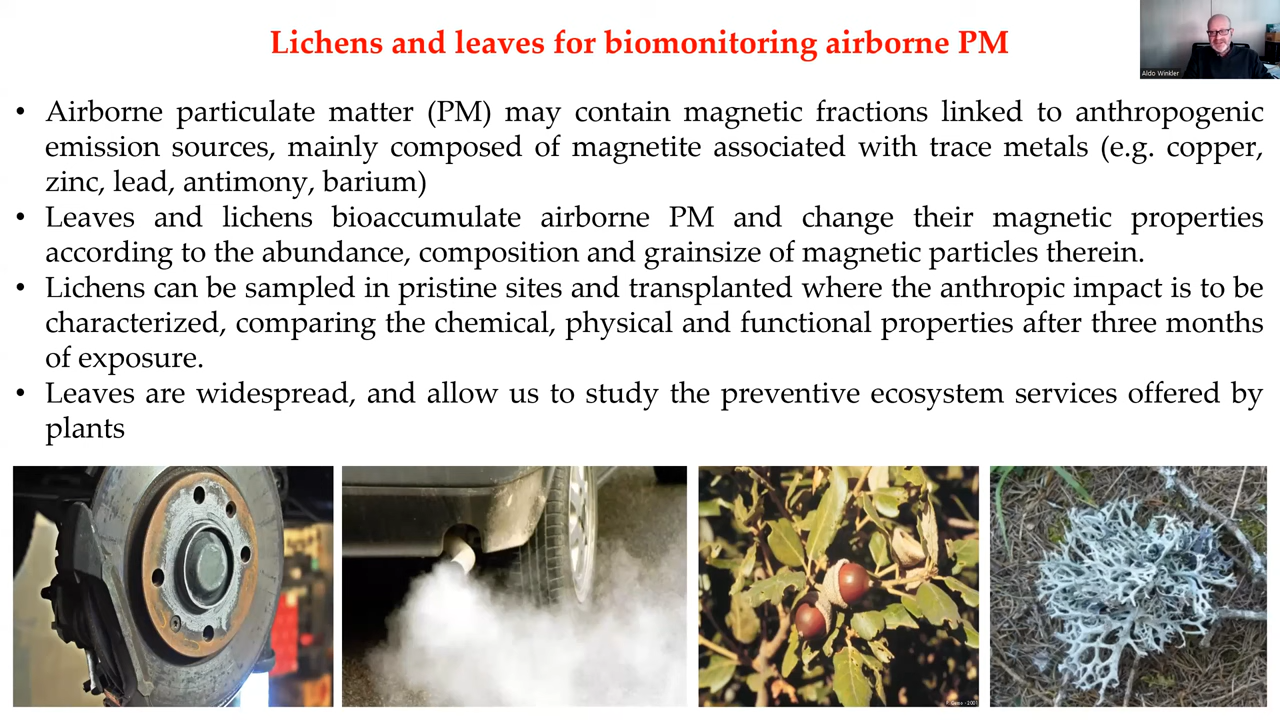 Lichens and leaves for biomonitoring airborne PM
Aldo Winkler
• Airborne particulate matter (PM) may contain magnetic fractions linked to anthropogenic
emission sources, mainly composed of magnetite associated with trace metals (e.g. copper,
zinc, lead, antimony, barium)
• Leaves and lichens bioaccumulate airborne PM and change their magnetic properties
according to the abundance, composition and grainsize of magnetic particles therein.
• Lichens can be sampled in pristine sites and transplanted where the anthropic impact is to be
characterized, comparing the chemical, physical and functional properties after three months
of exposure.
• Leaves are widespread, and allow us to study the preventive ecosystem services offered by
plants